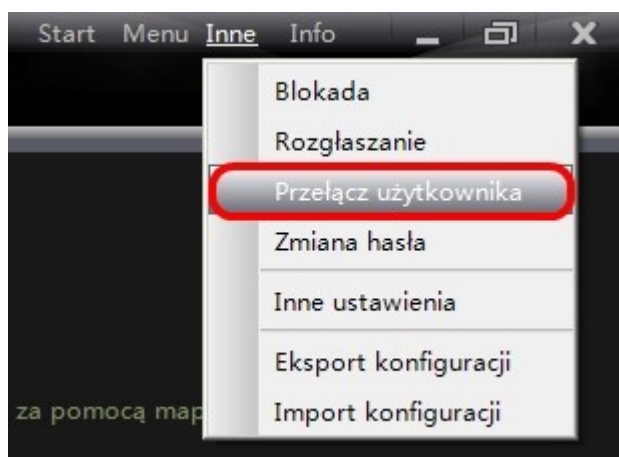 Start Menu Inne Info
Blokada
Rozgłaszanie
Przełącz użytkownika
Zmiana hasła
Inne ustawienia
Eksport konfiguracji
za pomocą map
Import konfiguracji